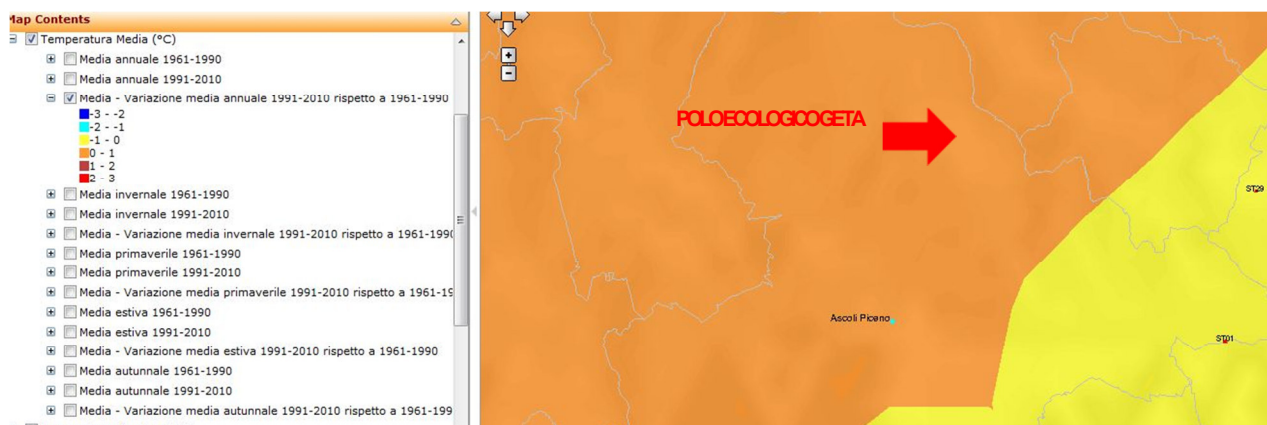 Map Contents
Temperatura Media (°C)
Media annuale 1961-1990
Media annuale 1991-2010
Media - Variazione media annuale 1991-2010 rispetto a 1961-1990
-3 - -2
-2 - -1
-1 - 0
0 - 1
1 - 2
2 - 3
Media invernale 1961-1990
Media invernale 1991-2010
Media - Variazione media invernale 1991-2010 rispetto a 1961-1990
Media primaverile 1961-1990
Media primaverile 1991-2010
Media - Variazione media primaverile 1991-2010 rispetto a 1961-19
Media estiva 1961-1990
Media estiva 1991-2010
Media - Variazione media estiva 1991-2010 rispetto a 1961-1990
Media autunnale 1961-1990
Media autunnale 1991-2010
Media - Variazione media autunnale 1991-2010 rispetto a 1961-199
POLOECOLOGICOGETA
ST29
Ascoli Piceno
ST01